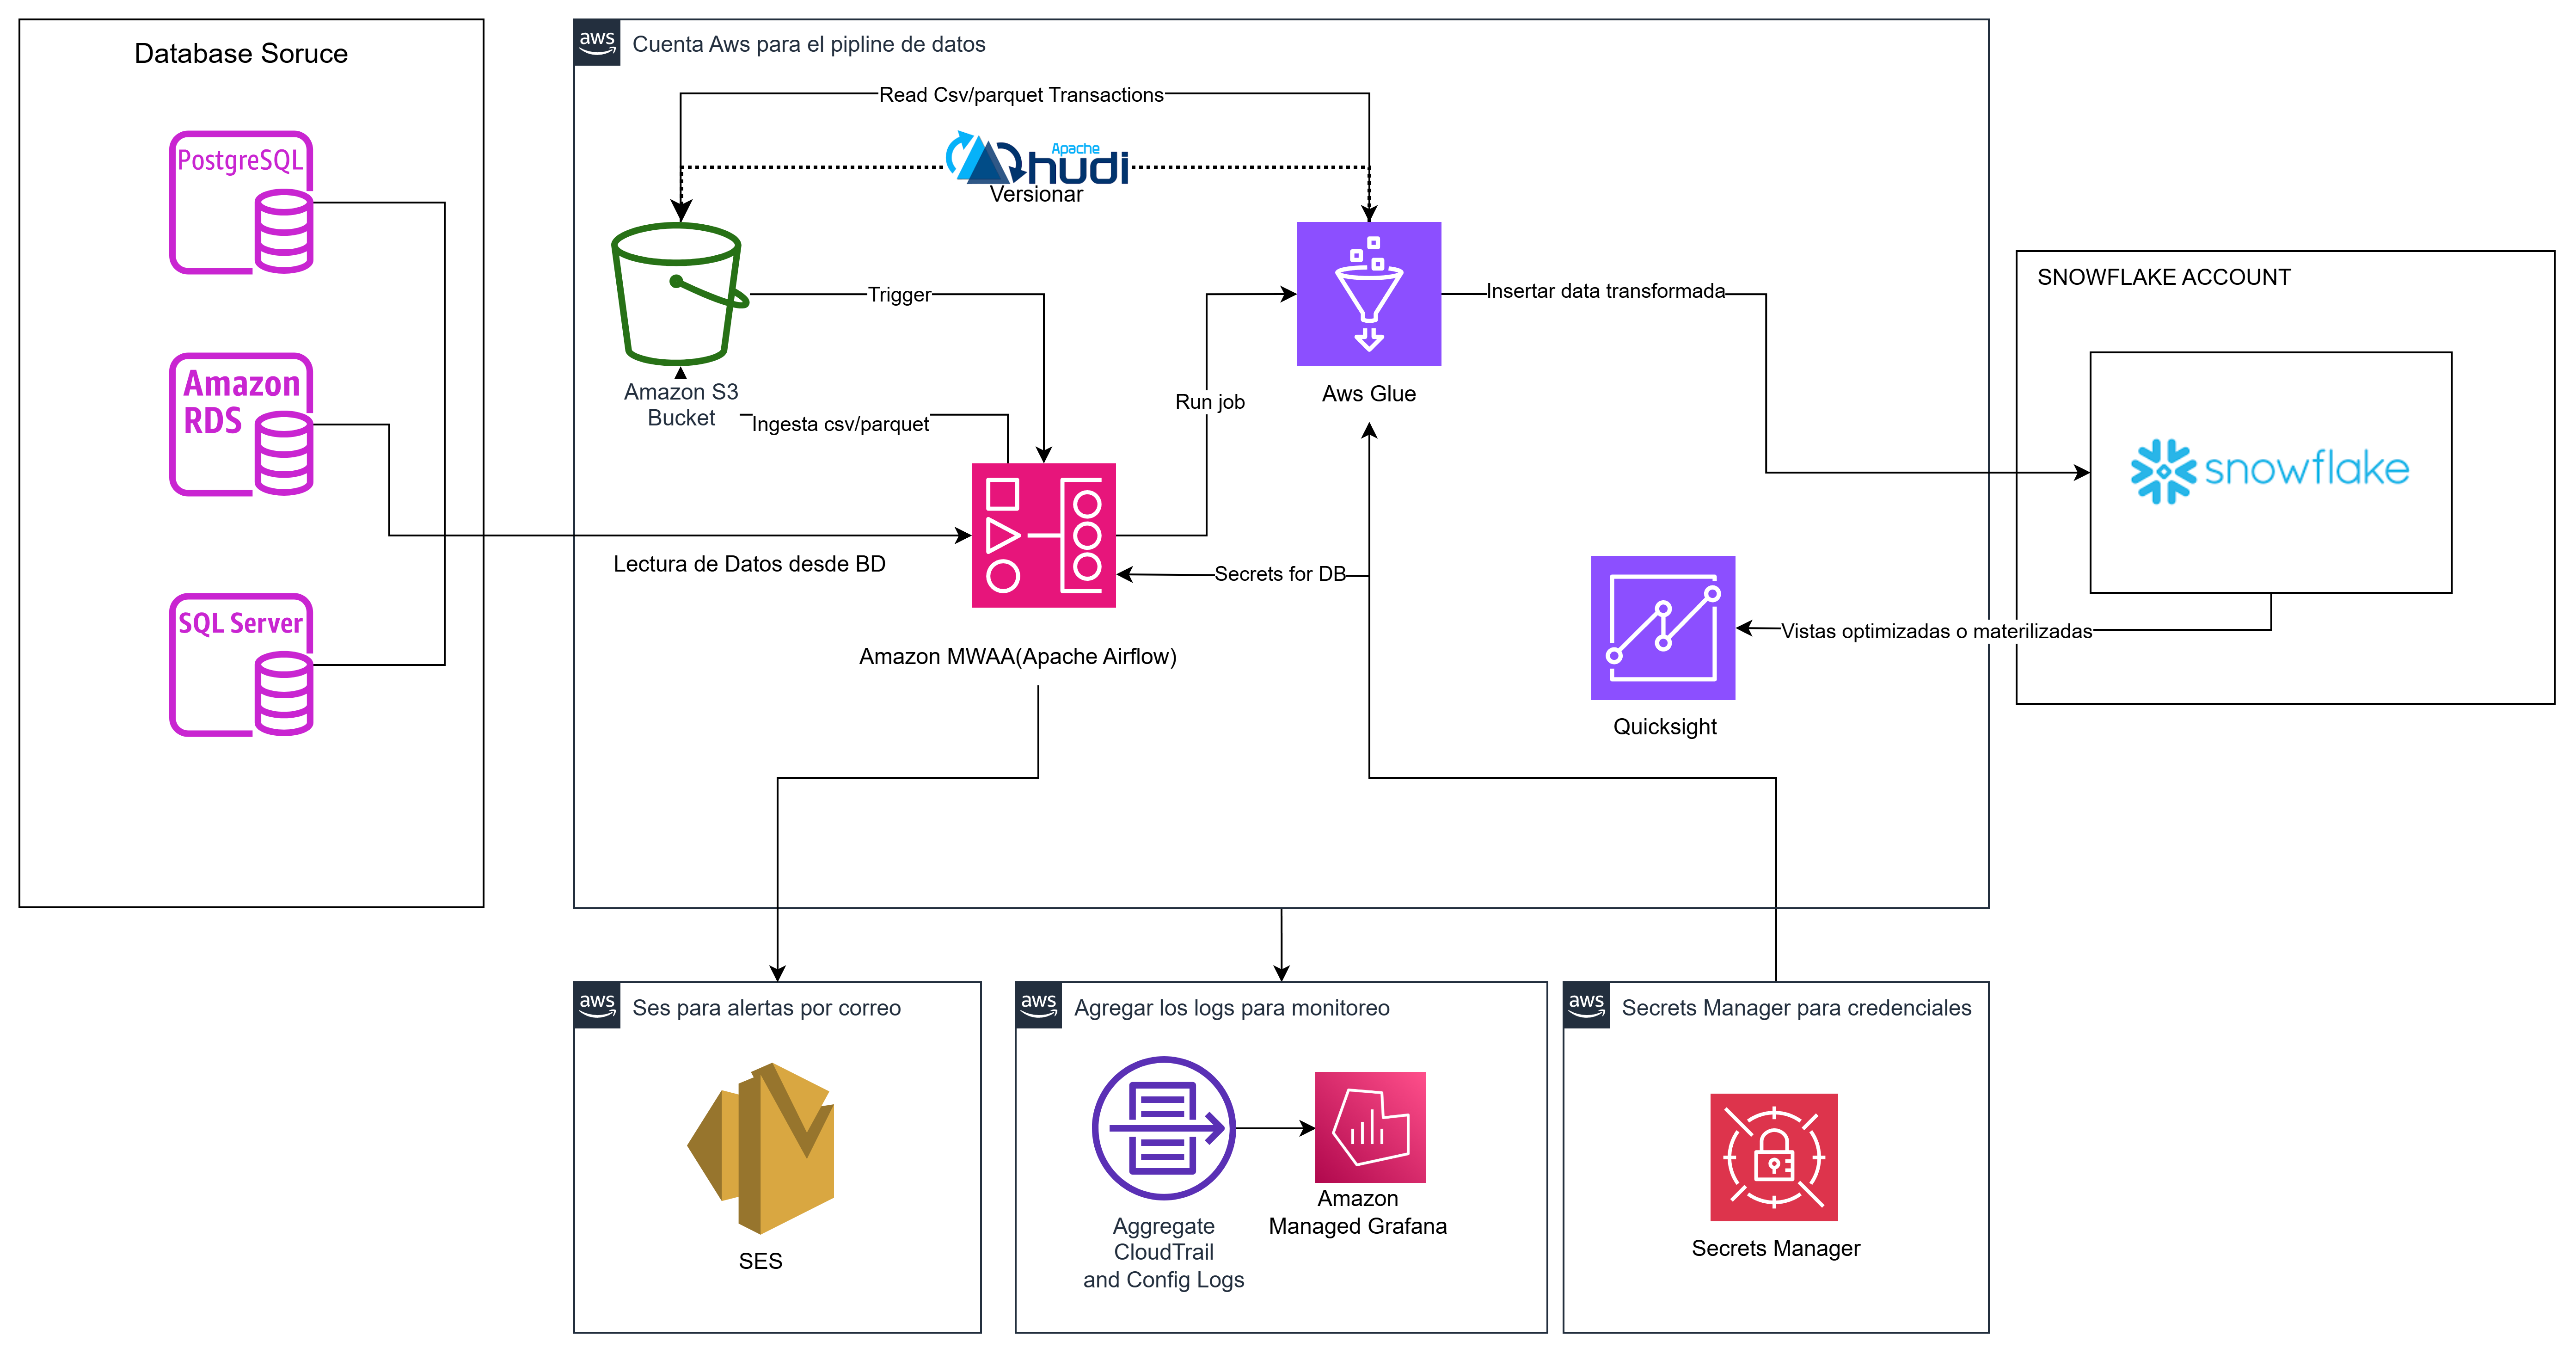 Database Soruce
PostgreSQL
Amazon
RDS
SQL Server
aws
Cuenta Aws para el pipline de datos
Read Csv/parquet Transactions
Apache
hudi
Versionar
Trigger
Amazon S3
Bucket
Ingesta csv/parquet
Run job
Aws Glue
Insertar data transformada
Lectura de Datos desde BD
Secrets for DB
Amazon MWAA(Apache Airflow)
Quicksight
SNOWFLAKE ACCOUNT
snowflake
Vistas optimizadas o materilizadas
aws
Ses para alertas por correo
SES
aws
Agregar los logs para monitoreo
Aggregate
CloudTrail
and Config Logs
Amazon
Managed Grafana
aws
Secrets Manager para credenciales
Secrets Manager